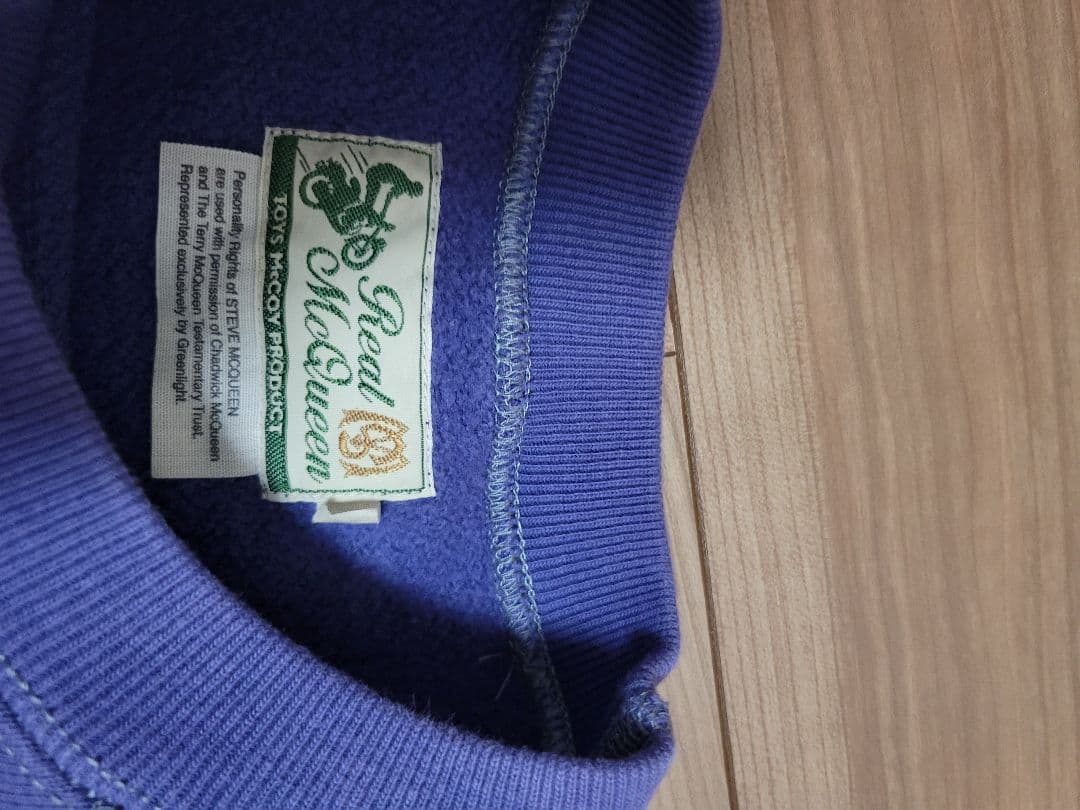 Real
McQueen
TOYS McCOY PRODUCT
Personality Rights of STEVE MCQUEEN
are used with permission of Chadwick McQueen
and The Terry McQueen Testamentary Trust.
Represented exclusively by Greenlight